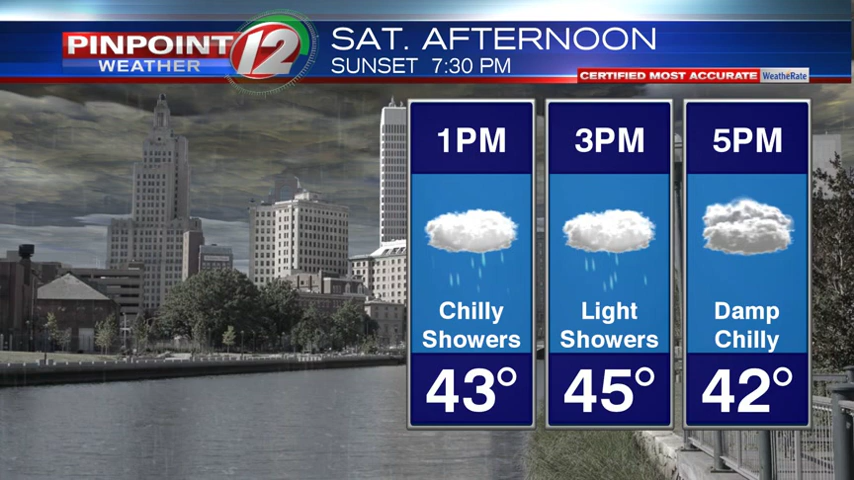 PINPOINT 12
WEATHER
SAT. AFTERNOON
SUNSET 7:30 PM
CERTIFIED MOST ACCURATE WeatheRate
1PM
Chilly
Showers
43°
3PM
Light
Showers
45°
5PM
Damp
Chilly
42°